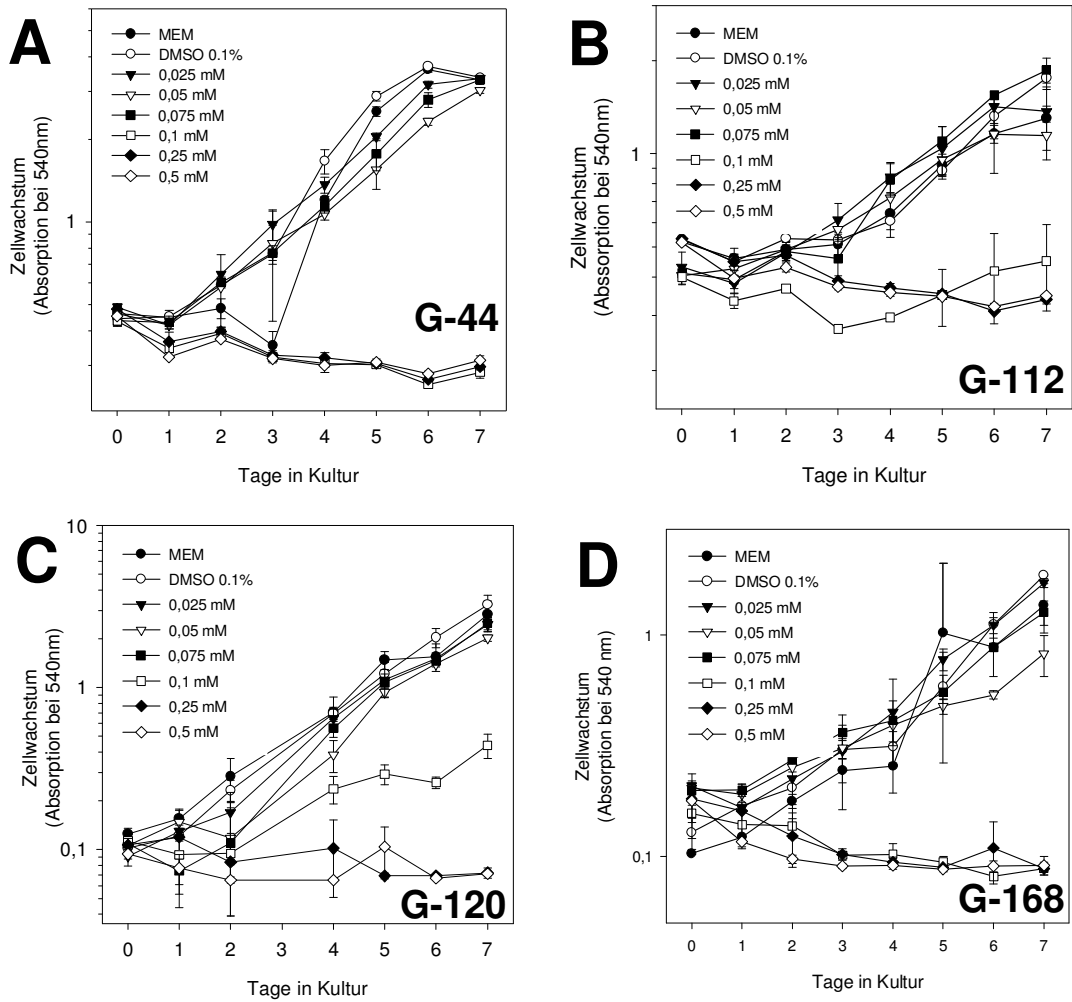 A
MEM
DMSO 0.1%
0,025 mM
0,05 mM
0,075 mM
0,1 mM
0,25 mM
0,5 mM
1
Zellwachstum
(Abssorption bei 540nm)
G-44
0 1 2 3 4 5 6 7
Tage in Kultur
B
MEM
DMSO 0.1%
0,025 mM
0,05 mM
0,075 mM
0,1 mM
0,25 mM
0,5 mM
1
Zellwachstum
(Abssorption bei 540nm)
G-112
0 1 2 3 4 5 6 7
Tage in Kultur
C
10
MEM
DMSO 0.1%
0,025 mM
0,05 mM
0,075 mM
0,1 mM
0,25 mM
0,5 mM
1
0,1
Zellwachstum
(Absorption bei 540nm)
G-120
0 1 2 3 4 5 6 7
Tage in Kultur
D
MEM
DMSO 0.1%
0,025 mM
0,05 mM
0,075 mM
0,1 mM
0,25 mM
0,5 mM
1
0,1
Zellwachstum
(Absorption bei 540 nm)
G-168
0 1 2 3 4 5 6 7
Tage in Kultur